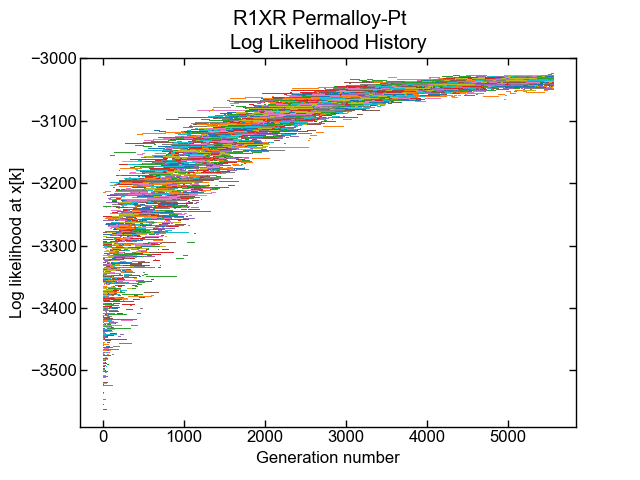 R1XR Permalloy-Pt
Log Likelihood History
Log likelihood at x[k]
−3000
−3100
−3200
−3300
−3400
−3500
0 1000 2000 3000 4000 5000
Generation number